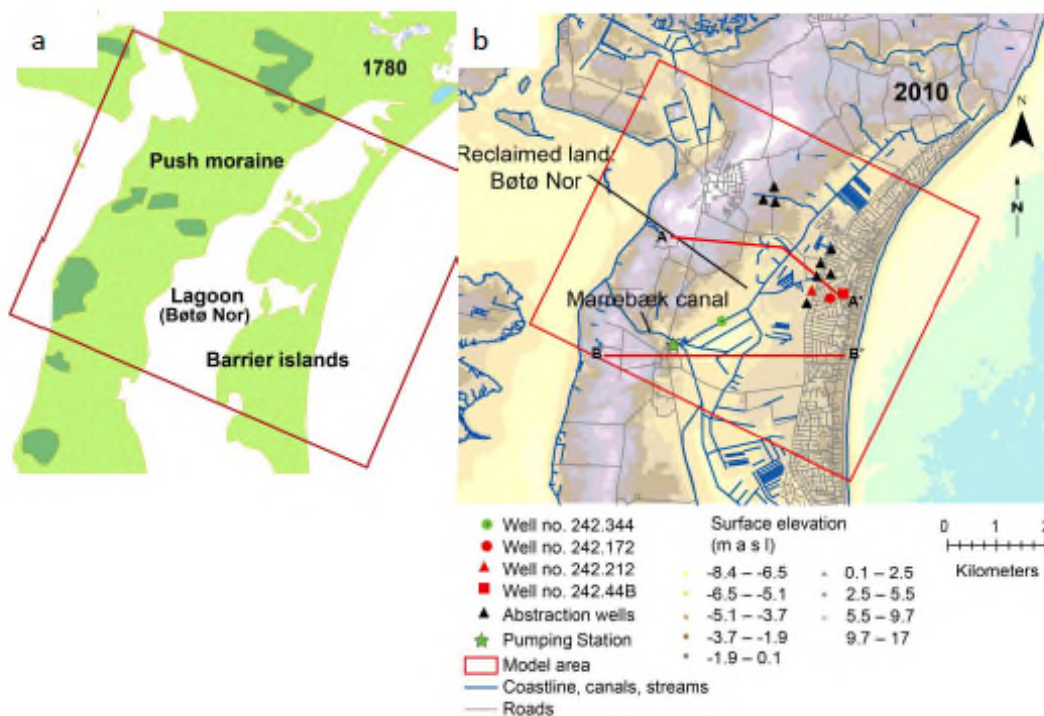 a
1780
Push moraine
Lagoon
(Bøtø Nor)
Barrier islands
b
2010
N
N
Reclaimed land:
Bøtø Nor
A
A'
Marrebæk canal
B
B'
Well no. 242.344
Well no. 242,172
Well no. 242.212
Well no. 242.44B
Abstraction wells
Pumping Station
Model area
Coastline, canals, streams
Roads
Surface elevation
(m a s l)
-8.4 – -6.5
-6.5 – -5.1
-5.1 – -3.7
-3.7 – -1.9
-1.9 – 0.1
0.1 – 2.5
2.5 – 5.5
5.5 – 9.7
9.7 – 17
0 1 2
Kilometers